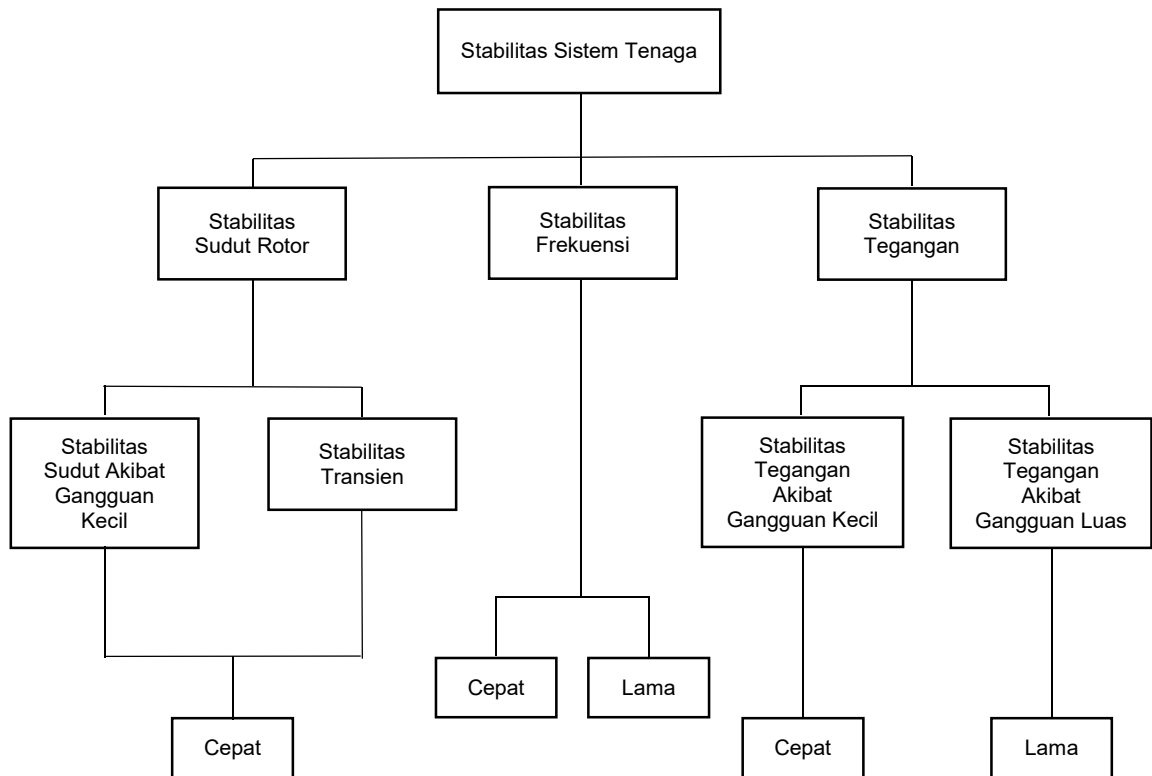 Stabilitas Sistem Tenaga
Stabilitas
Sudut Rotor
Stabilitas
Frekuensi
Stabilitas
Tegangan
Stabilitas
Sudut Akibat
Gangguan
Kecil
Stabilitas
Transien
Stabilitas
Tegangan
Akibat
Gangguan Kecil
Stabilitas
Tegangan
Akibat
Gangguan Luas
Cepat
Lama
Cepat
Cepat
Lama